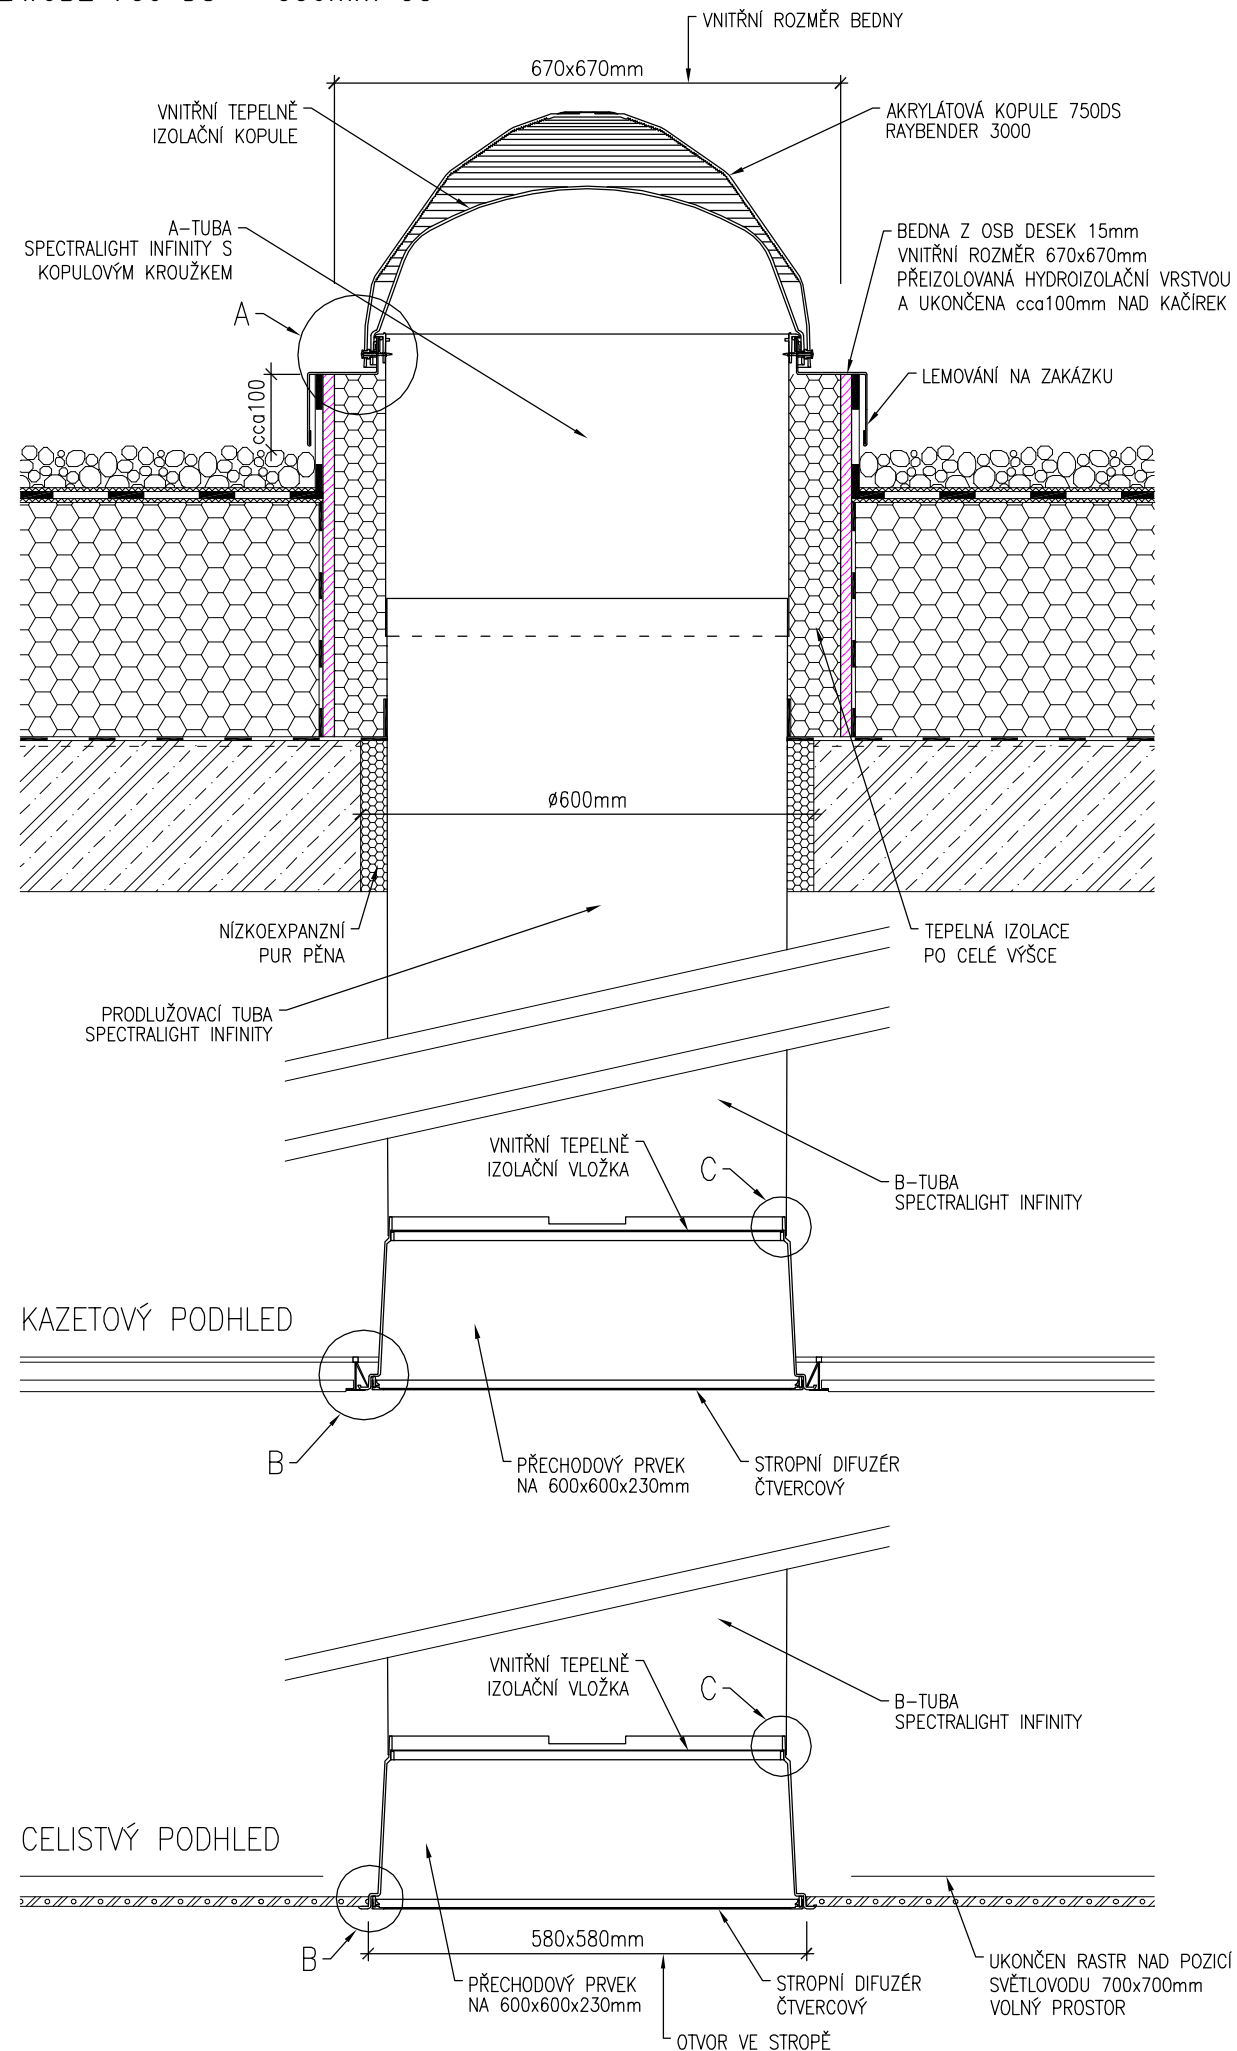 VNITŘNÍ ROZMĚR BEDNY
670x670mm
VNITŘNÍ TEPELNĚ
IZOLAČNÍ KOPULE
AKRYLÁTOVÁ KOPULE 750DS
RAYBENDER 3000
A-TUBA
SPECTRALIGHT INFINITY S
KOPULOVÝM KROUŽKEM
BEDNA Z OSB DESEK 15mm
VNITŘNÍ ROZMĚR 670x670mm
PŘEIZOLOVANÁ HYDROIZOLAČNÍ VRSTVOU
A UKONČENA cca100mm NAD KAČÍREK
A
LEMOVÁNÍ NA ZAKÁZKU
cca100
ø600mm
NÍZKOEXPANZNÍ
PUR PĚNA
TEPELNÁ IZOLACE
PO CELÉ VÝŠCE
PRODLUŽOVACÍ TUBA
SPECTRALIGHT INFINITY
VNITŘNÍ TEPELNĚ
IZOLAČNÍ VLOŽKA
C
B-TUBA
SPECTRALIGHT INFINITY
KAZETOVÝ PODHLED
B
PŘECHODOVÝ PRVEK
NA 600x600x230mm
STROPNÍ DIFUZÉR
ČTVERCOVÝ
VNITŘNÍ TEPELNĚ
IZOLAČNÍ VLOŽKA
C
B-TUBA
SPECTRALIGHT INFINITY
CELISTVÝ PODHLED
B
580x580mm
PŘECHODOVÝ PRVEK
NA 600x600x230mm
STROPNÍ DIFUZÉR
ČTVERCOVÝ
UKONČEN RASTR NAD POZICÍ
SVĚTLOVODU 700x700mm
VOLNÝ PROSTOR
OTVOR VE STROPĚ